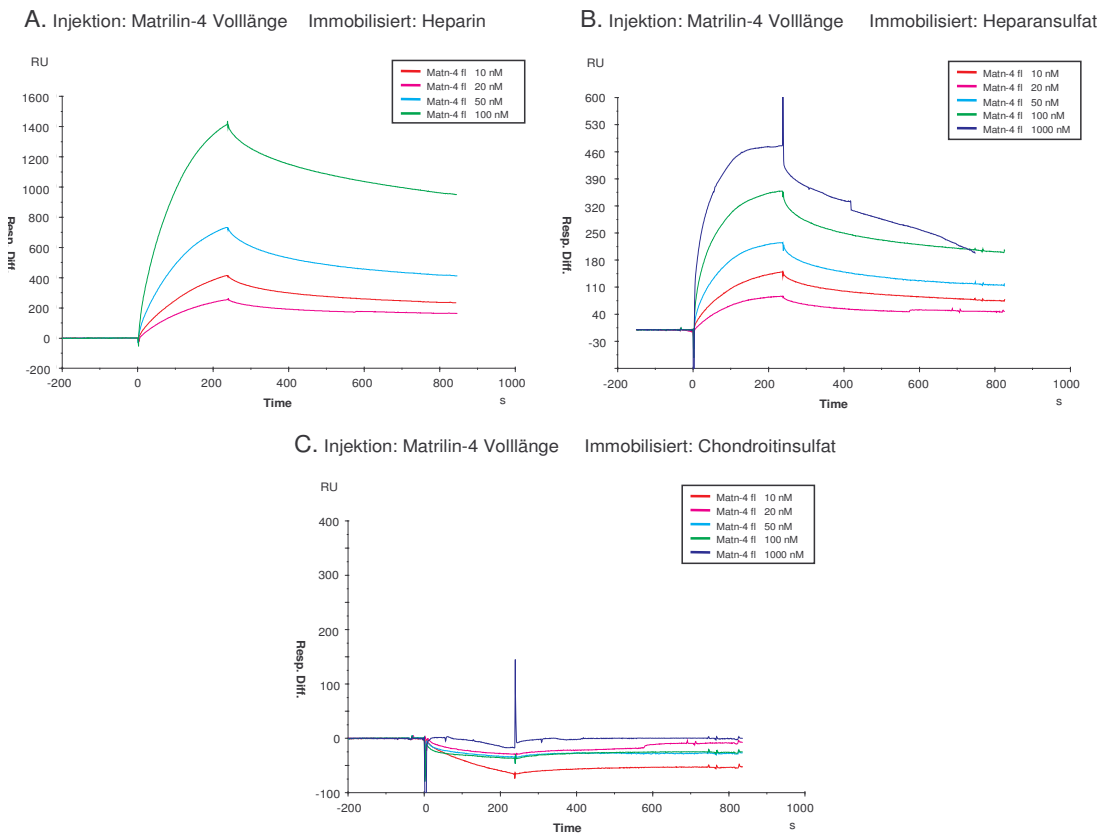 A. Injektion: Matrilin-4 Volllänge Immobilisiert: Heparin
RU
Matn-4 fl 10 nM
Matn-4 fl 20 nM
Matn-4 fl 50 nM
Matn-4 fl 100 nM
1600
1400
1200
1000
800
600
400
200
0
-200
Resp. Diff.
-200 0 200 400 600 800 1000
Time
s
B. Injektion: Matrilin-4 Volllänge Immobilisiert: Heparansulfat
RU
Matn-4 fl 10 nM
Matn-4 fl 20 nM
Matn-4 fl 50 nM
Matn-4 fl 100 nM
Matn-4 fl 1000 nM
600
530
460
390
320
250
180
110
40
-30
Resp. Diff.
-200 0 200 400 600 800 1000
Time
s
C. Injektion: Matrilin-4 Volllänge Immobilisiert: Chondroitinsulfat
RU
Matn-4 fl 10 nM
Matn-4 fl 20 nM
Matn-4 fl 50 nM
Matn-4 fl 100 nM
Matn-4 fl 1000 nM
400
300
200
100
0
-100
Resp. Diff.
-200 0 200 400 600 800 1000
Time
s